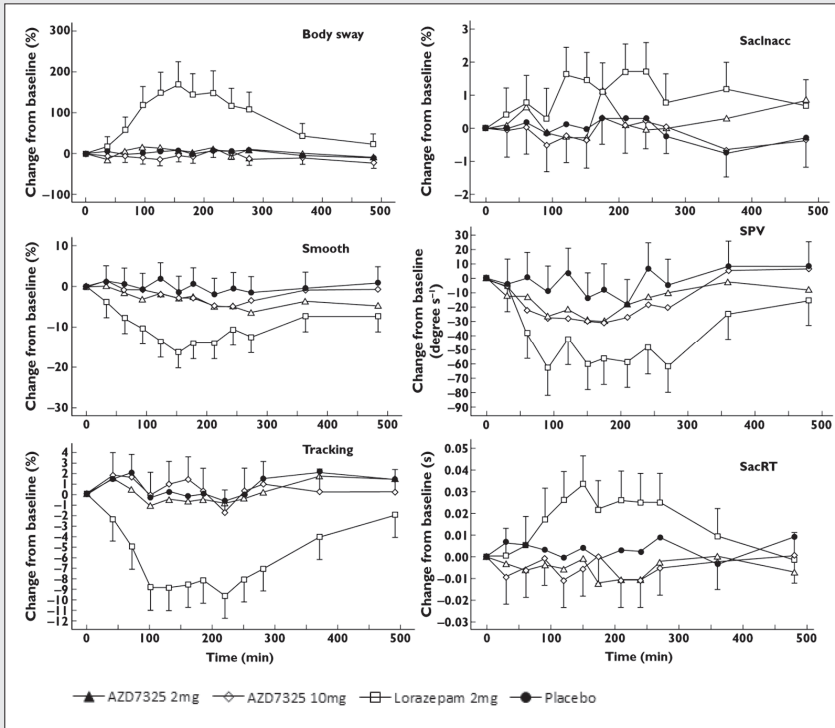 Body sway
Change from baseline (%)
300
200
100
0
−100
0 100 200 300 400 500
SacInacc
Change from baseline (%)
3
2
1
0
−1
−2
0 100 200 300 400 500
Smooth
Change from baseline (%)
10
0
−10
−20
−30
0 100 200 300 400 500
SPV
Change from baseline
(degree s⁻¹)
30
20
10
0
−10
−20
−30
−40
−50
−60
−70
−80
−90
0 100 200 300 400 500
Tracking
Change from baseline (%)
4
3
2
1
0
−1
−2
−3
−4
−5
−6
−7
−8
−9
−10
−11
−12
0 100 200 300 400 500
Time (min)
SacRT
Change from baseline (s)
0.05
0.04
0.03
0.02
0.01
0.00
−0.01
−0.02
−0.03
0 100 200 300 400 500
Time (min)
AZD7325 2mg AZD7325 10mg Lorazepam 2mg Placebo